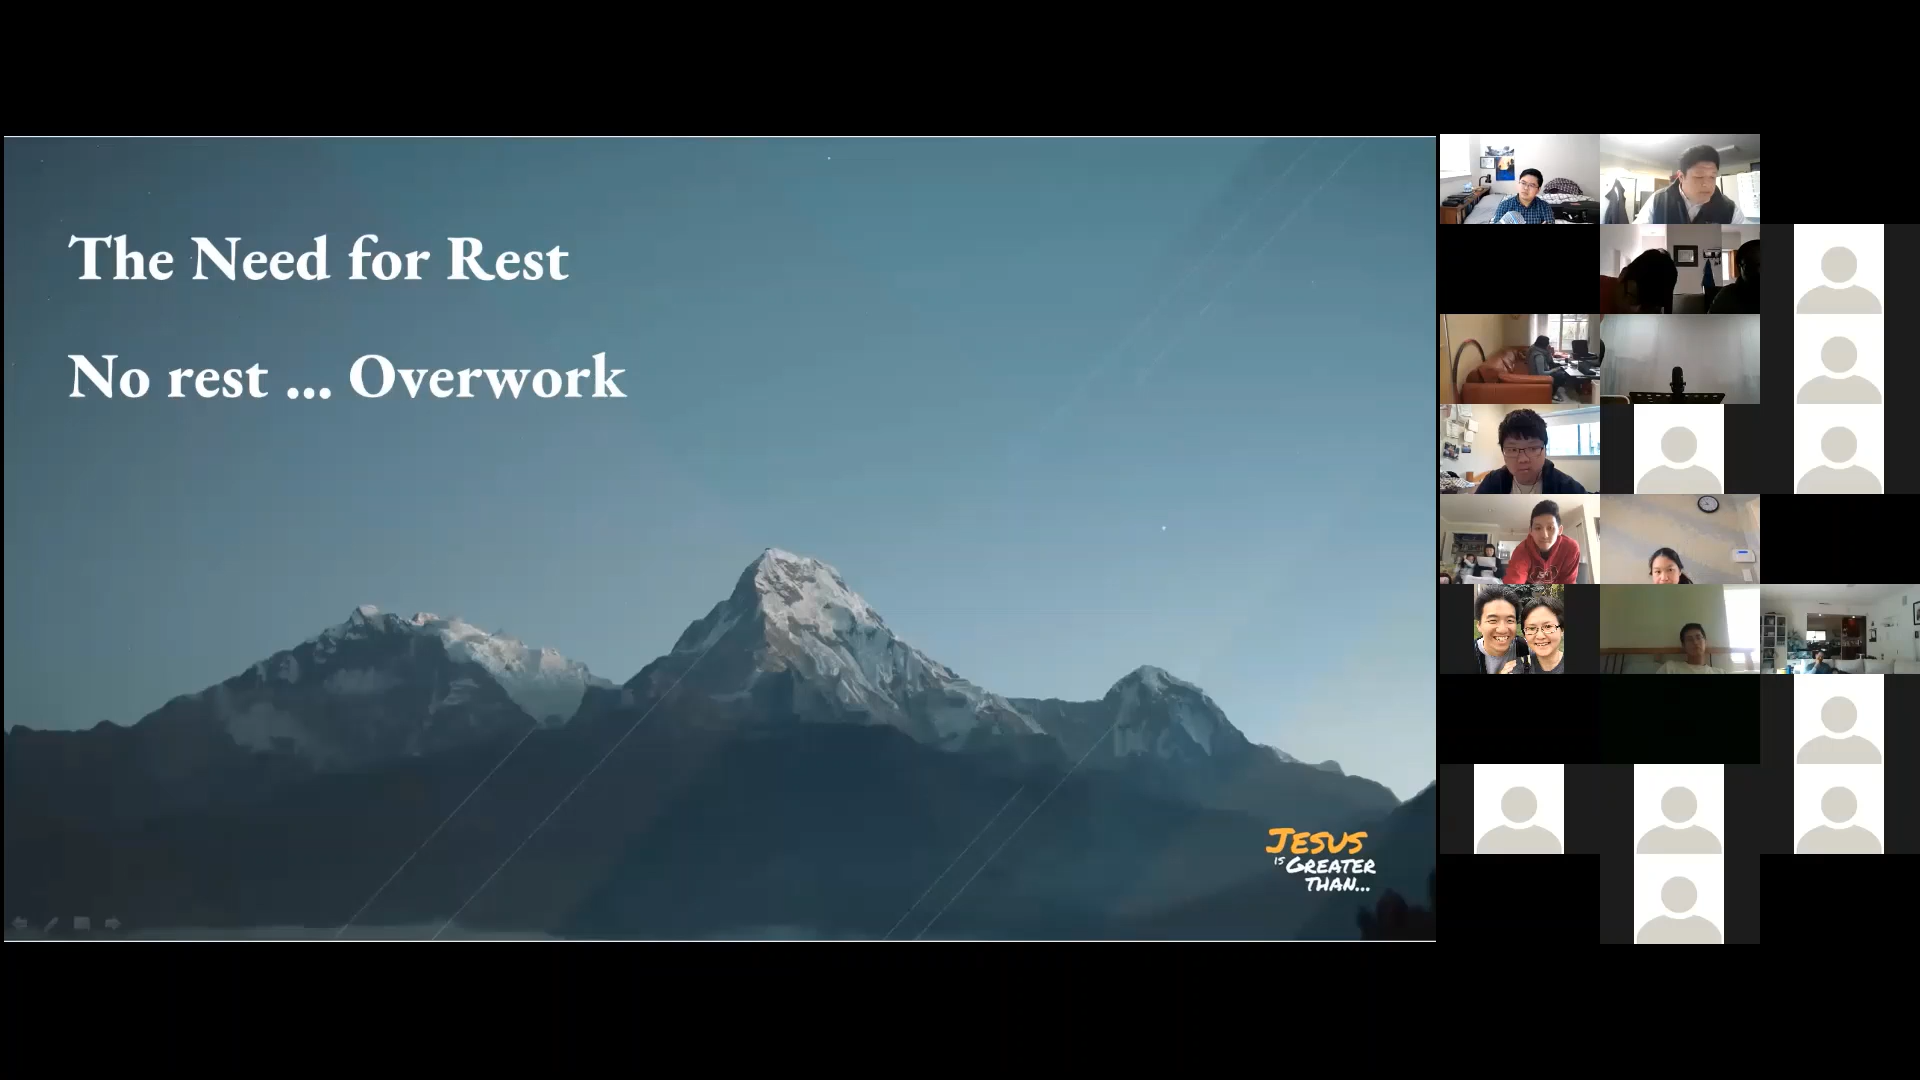 The Need for Rest
No rest ... Overwork
JESUS
IS GREATER
THAN...